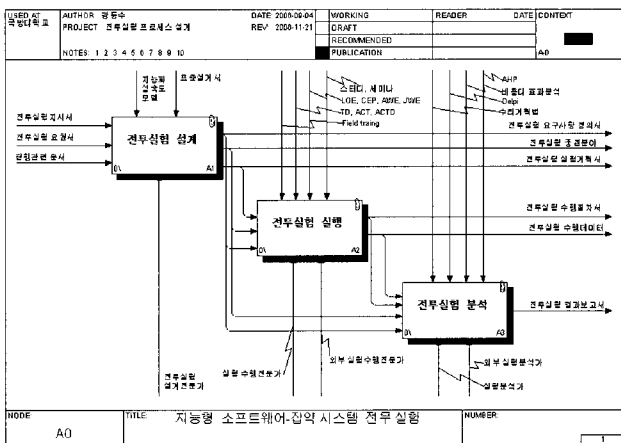 USED AT
국방대학교
AUTHOR
PROJECT 전투실험 프로세스 설계
NOTES: 1 2 3 4 5 6 7 8 9 10
DATE 2000-09-04
REV 2000-11-21
WORKING
DRAFT
RECOMMENDED
PUBLICATION
READER
DATE
CONTEXT
A0
지능화
성숙도
모델
표준설계서
스터디, 세미나
LOE, CEP, AWE, JWE
TD, ACT, ACTD
Field traing
AHP
비용대 효과분석
Delpi
수리기획법
전투실험지시서
전투실험 요청서
관련 문서
전투실험 설계
0\
A1
전투실험 요구사항 정의서
전투실험 중점분야
전투실험 실험계획서
전투실험 실행
0\
A2
전투실험 수행절차서
전투실험 수행데이터
전투실험 분석
0\
A3
전투실험 결과보고서
전투실험
설계전문가
실험 수행전문가
외부 실험수행전문가
외부 실험분석가
실험분석가
NODE:
A0
TITLE:
지능형 소프트웨어-집약 시스템 전투 실험
NUMBER:
1